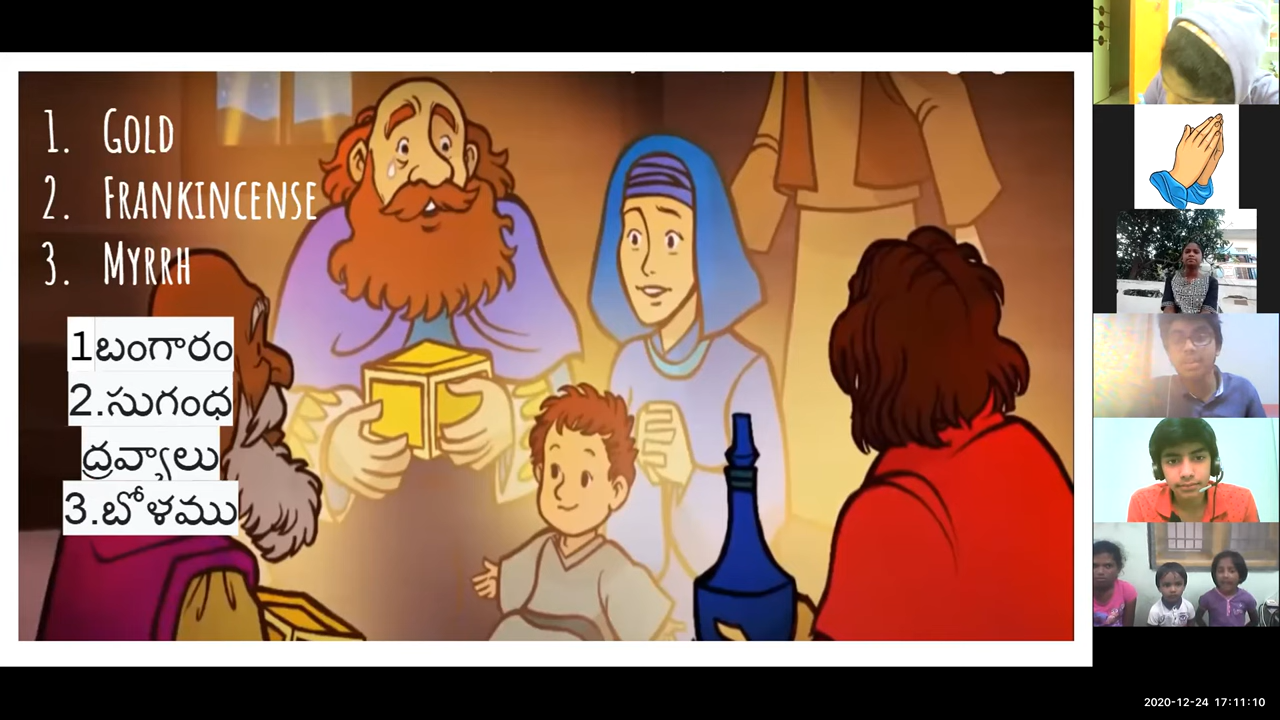 1. GOLD
2. FRANKINCENSE
3. MYRRH
1బంగారం
2.సుగంధ
ద్రవ్యాలు
3.బోళము
2020-12-24 17:11:10